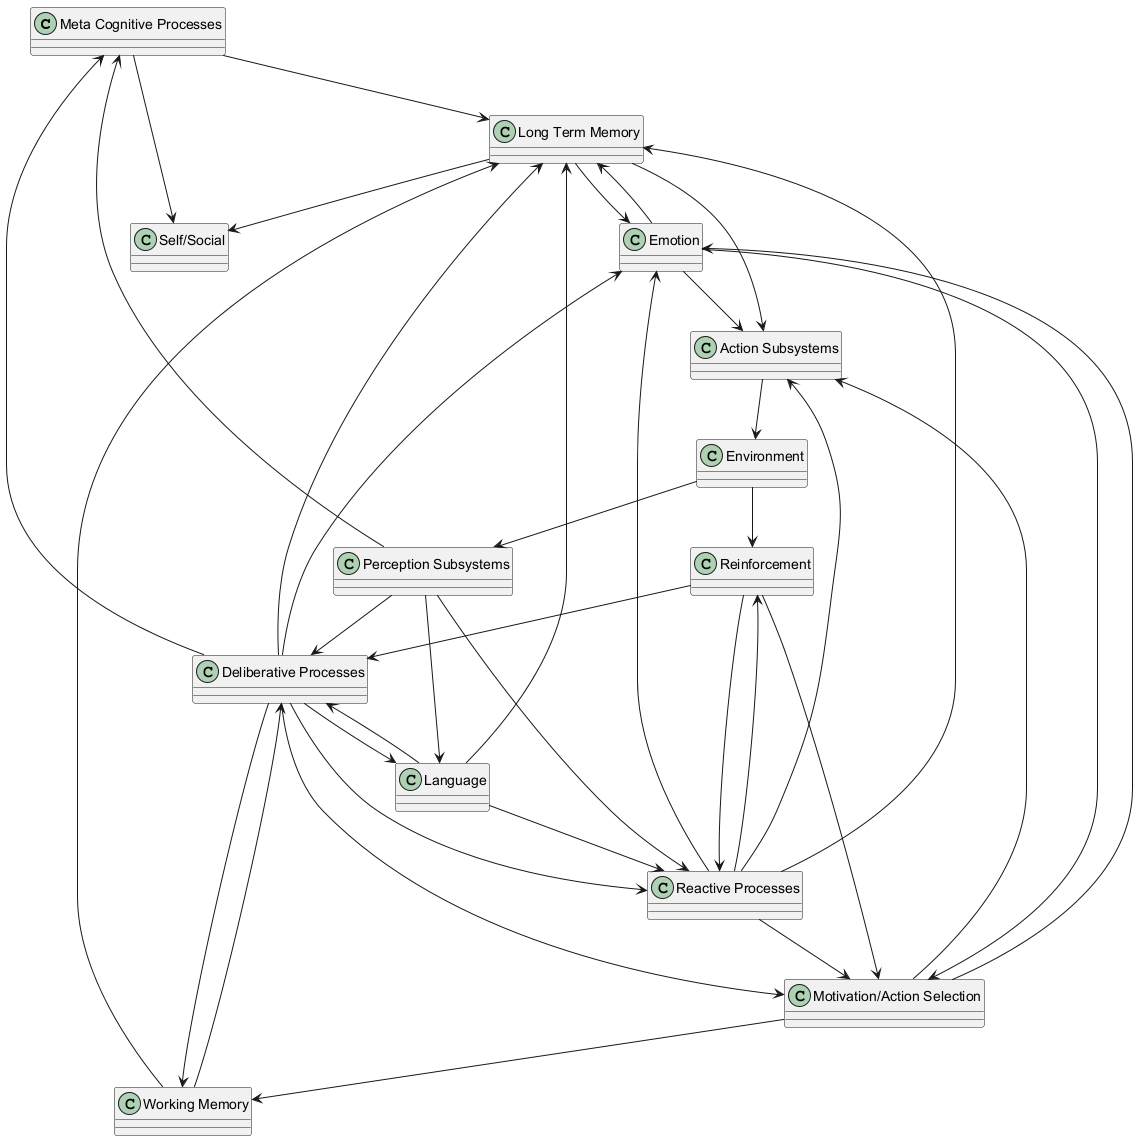 C Meta Cognitive Processes
C Long Term Memory
C Self/Social
C Emotion
C Action Subsystems
C Environment
C Perception Subsystems
C Reinforcement
C Deliberative Processes
C Language
C Reactive Processes
C Motivation/Action Selection
C Working Memory